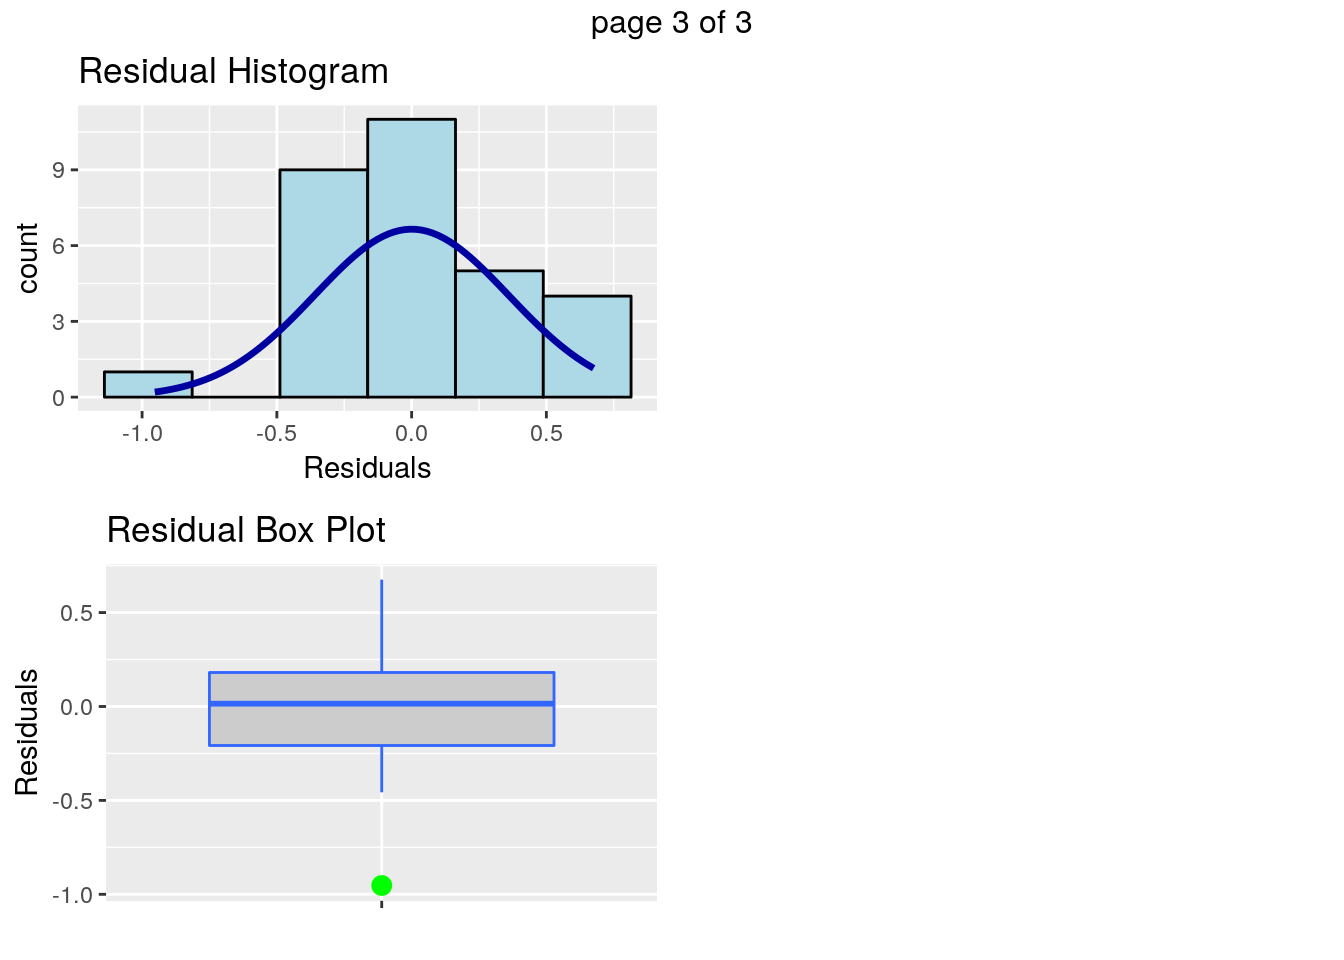 page 3 of 3
Residual Histogram
9
6
3
0
count
-1.0 -0.5 0.0 0.5
Residuals
Residual Box Plot
0.5
0.0
-0.5
-1.0
Residuals